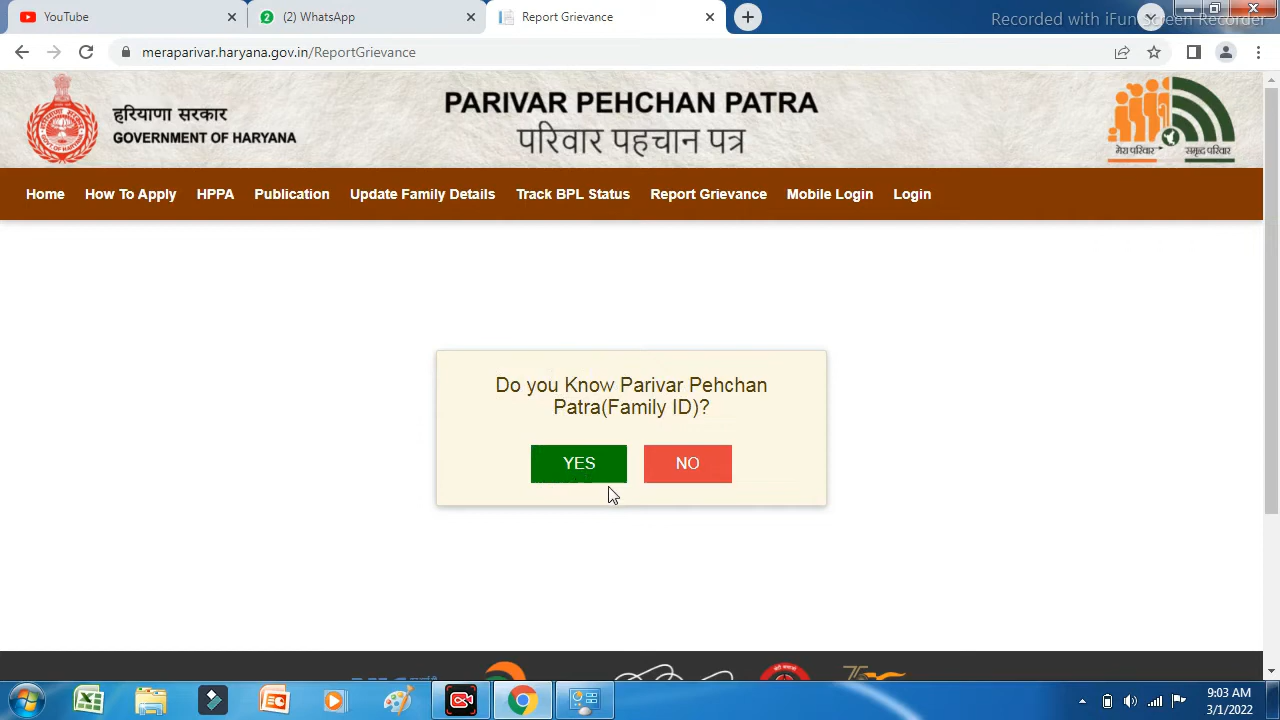 YouTube
(2) WhatsApp
Report Grievance
Recorded with iFun Screen Recorder
meraparivar.haryana.gov.in/ReportGrievance
हरियाणा सरकार
GOVERNMENT OF HARYANA
PARIVAR PEHCHAN PATRA
परिवार पहचान पत्र
मेरा परिवार
समृद्ध परिवार
Home How To Apply HPPA Publication Update Family Details Track BPL Status Report Grievance Mobile Login Login
Do you Know Parivar Pehchan
Patra(Family ID)?
YES NO
9:03 AM
3/1/2022